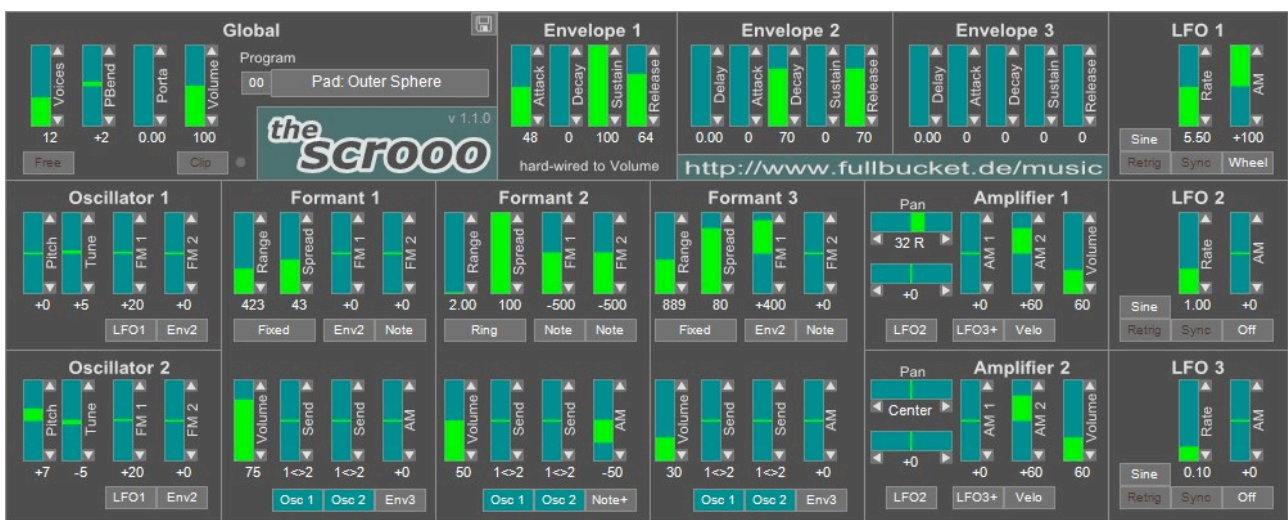 Global
Voices PBend Porta Volume
12 +2 0.00 100
Free Clip
Program
00 Pad: Outer Sphere
v 1.1.0
the
scrooo
Envelope 1
Attack Decay Sustain Release
48 0 100 64
hard-wired to Volume
Envelope 2
Delay Attack Decay Sustain Release
0.00 0 70 0 70
Envelope 3
Delay Attack Decay Sustain Release
0.00 0 0 0 0
http://www.fullbucket.de/music
LFO 1
Rate AM
Sine 5.50 +100
Retrig Sync Wheel
Oscillator 1
Pitch Tune FM 1 FM 2
+0 +5 +20 +0
LFO1 Env2
Formant 1
Range Spread FM 1 FM 2
423 43 +0 +0
Fixed Env2 Note
Formant 2
Range Spread FM 1 FM 2
2.00 100 -500 -500
Ring Note Note
Formant 3
Range Spread FM 1 FM 2
889 80 +400 +0
Fixed Env2 Note
Amplifier 1
Pan
32 R
+0
AM 1 AM 2 Volume
+0 +60 60
LFO2 LFO3+ Velo
LFO 2
Rate AM
Sine 1.00 +0
Retrig Sync Off
Oscillator 2
Pitch Tune FM 1 FM 2
+7 -5 +20 +0
LFO1 Env2
Volume Send Send AM
75 1<>2 1<>2 +0
Osc 1 Osc 2 Env3
Volume Send Send AM
50 1<>2 1<>2 -50
Osc 1 Osc 2 Note+
Volume Send Send AM
30 1<>2 1<>2 +0
Osc 1 Osc 2 Env3
Amplifier 2
Pan
Center
+0
AM 1 AM 2 Volume
+0 +60 60
LFO2 LFO3+ Velo
LFO 3
Rate AM
Sine 0.10 +0
Retrig Sync Off